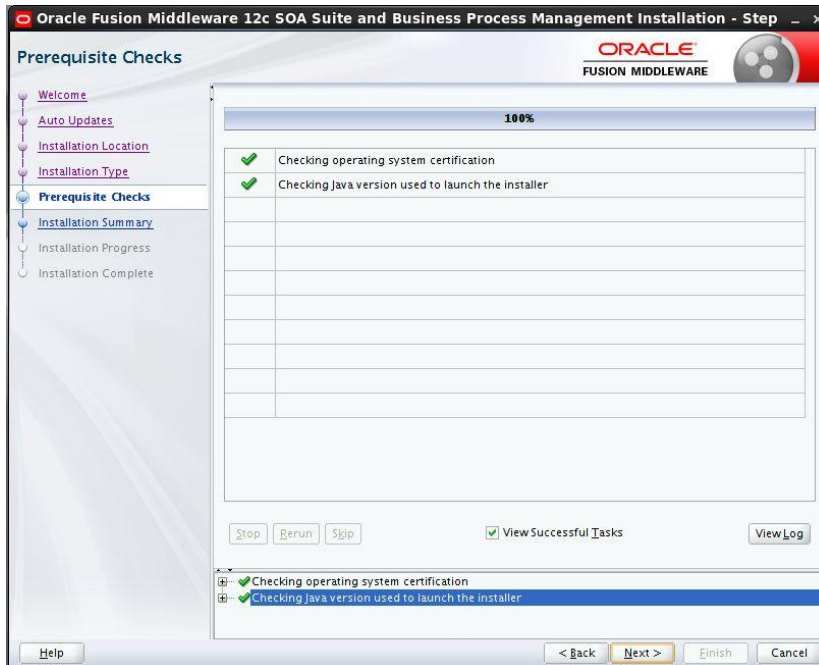 Oracle Fusion Middleware 12c SOA Suite and Business Process Management Installation - Step
Prerequisite Checks
ORACLE
FUSION MIDDLEWARE
Welcome
Auto Updates
Installation Location
Installation Type
Prerequisite Checks
Installation Summary
Installation Progress
Installation Complete
100%
Checking operating system certification
Checking Java version used to launch the installer
Stop Rerun Skip View Successful Tasks View Log
Checking operating system certification
Checking Java version used to launch the installer
Help < Back Next > Finish Cancel